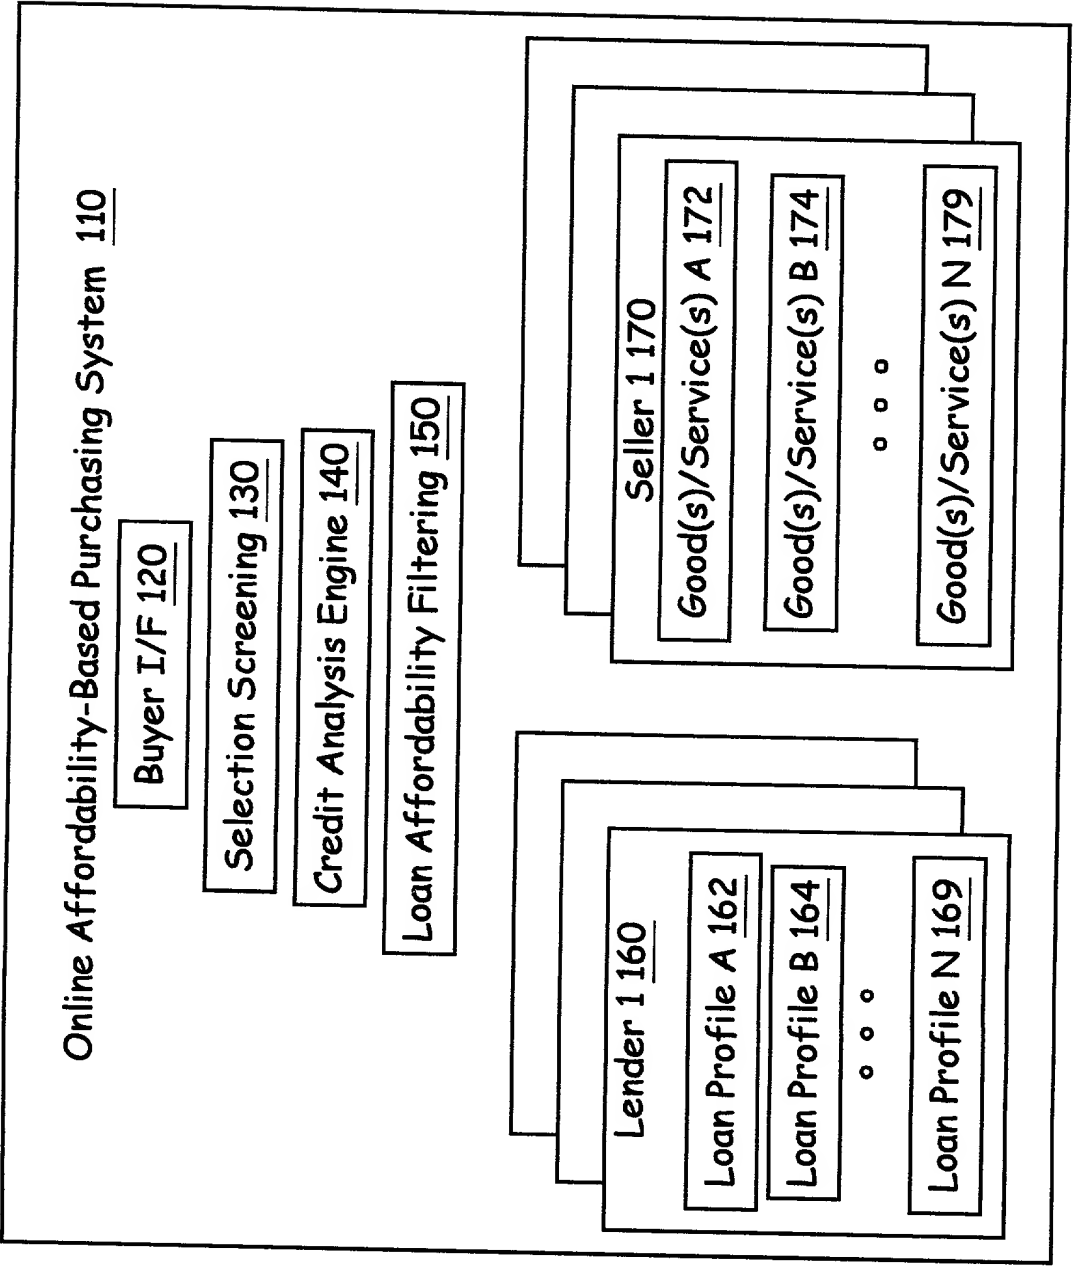 Online Affordability-Based Purchasing System 110
Buyer I/F 120
Selection Screening 130
Credit Analysis Engine 140
Loan Affordability Filtering 150
Lender 1 160
Loan Profile A 162
Loan Profile B 164
Loan Profile N 169
Seller 1 170
Good(s)/Service(s) A 172
Good(s)/Service(s) B 174
Good(s)/Service(s) N 179